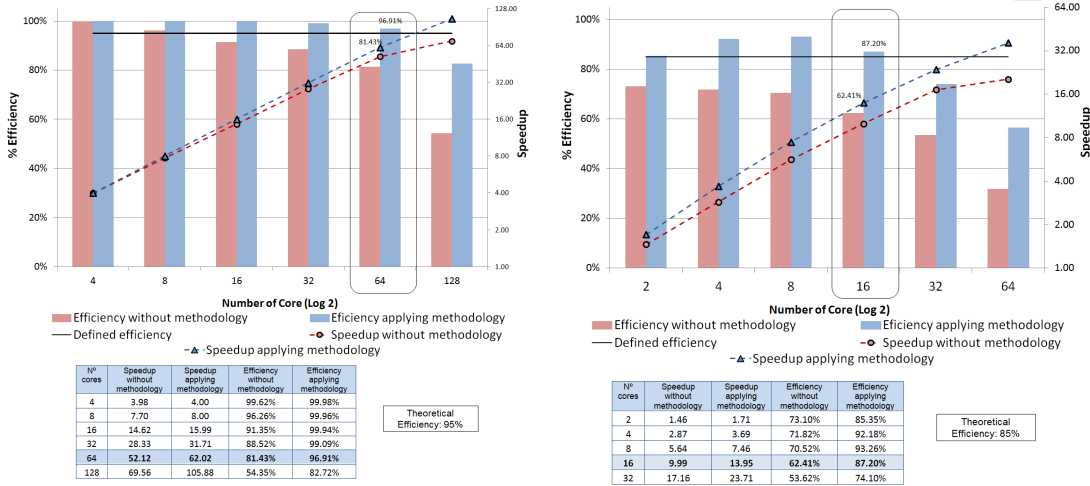 100%
80%
60%
40%
20%
0%
% Efficiency
128.00
64.00
32.00
16.00
8.00
4.00
2.00
1.00
Speedup
96.91%
81.43%
4 8 16 32 64 128
Number of Core (Log 2)
Efficiency without methodology
Eficiency applying methodology
Defined efficiency
Speedup without methodology
Speedup applying methodology
Nº cores Speedup without methodology Speedup applying methodology Efficiency without methodology Efficiency applying methodology
4 3.98 4.00 99.62% 99.98%
8 7.70 8.00 96.26% 99.96%
16 14.62 15.99 91.35% 99.94%
32 28.33 31.71 88.52% 99.09%
64 52.12 62.02 81.43% 96.91%
128 69.56 105.88 54.35% 82.72%
Theoretical
Efficiency: 95%
100%
80%
60%
40%
20%
0%
% Efficiency
64.00
32.00
16.00
8.00
4.00
2.00
1.00
Speedup
87.20%
62.41%
2 4 8 16 32 64
Number of Core (Log 2)
Efficiency without methodology
Eficiency applying methodology
Defined efficiency
Speedup without methodology
Speedup applying methodology
Nº cores Speedup without methodology Speedup applying methodology Efficiency without methodology Efficiency applying methodology
2 1.46 1.71 73.10% 85.35%
4 2.87 3.69 71.82% 92.18%
8 5.64 7.46 70.52% 93.26%
16 9.99 13.95 62.41% 87.20%
32 17.16 23.71 53.62% 74.10%
Theoretical
Efficiency: 85%